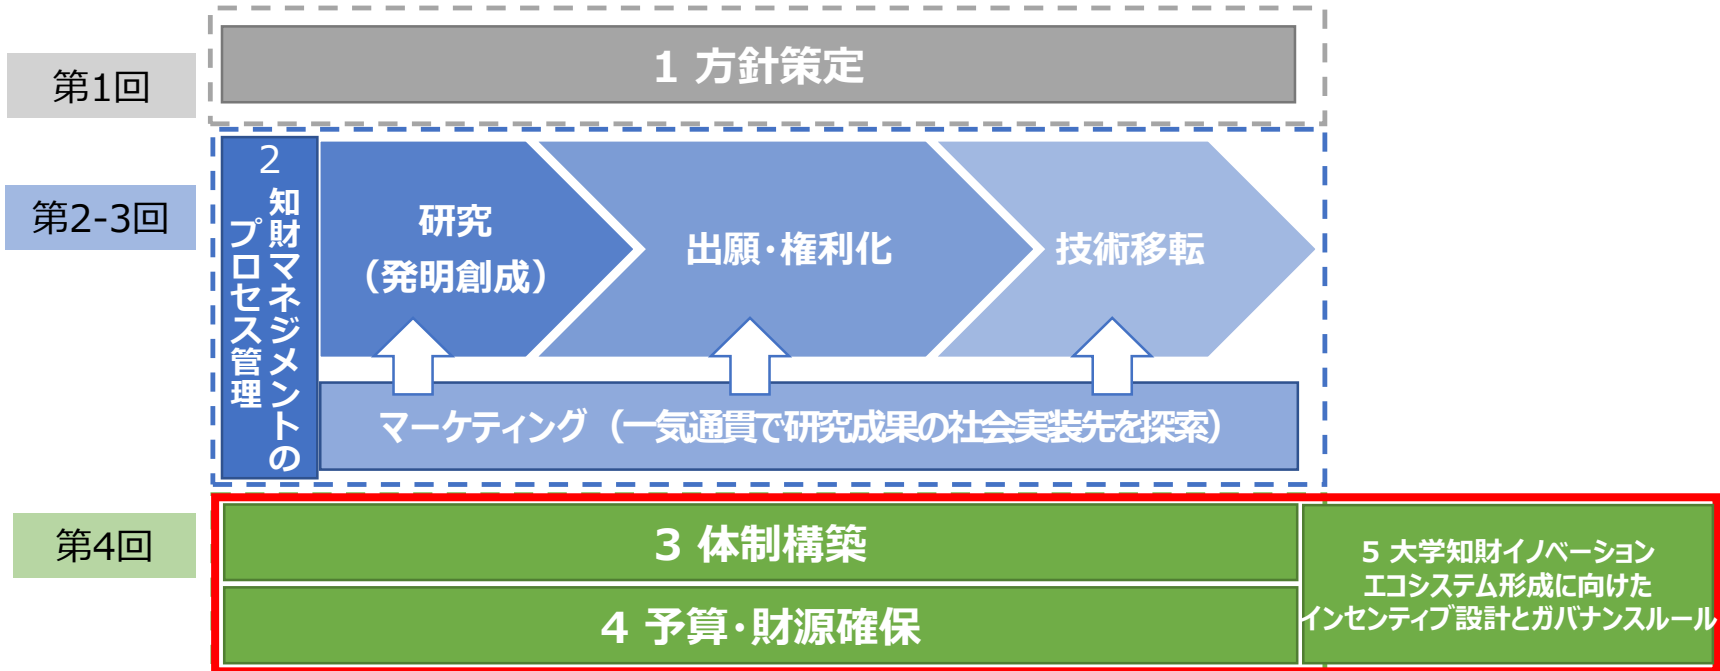 第1回
1 方針策定
第2-3回
2
知財マネジメントの
プロセス管理
研究
（発明創成）
出願・権利化
技術移転
マーケティング（一気通貫で研究成果の社会実装先を探索）
第4回
3 体制構築
4 予算・財源確保
5 大学知財イノベーション
エコシステム形成に向けた
インセンティブ設計とガバナンスルール